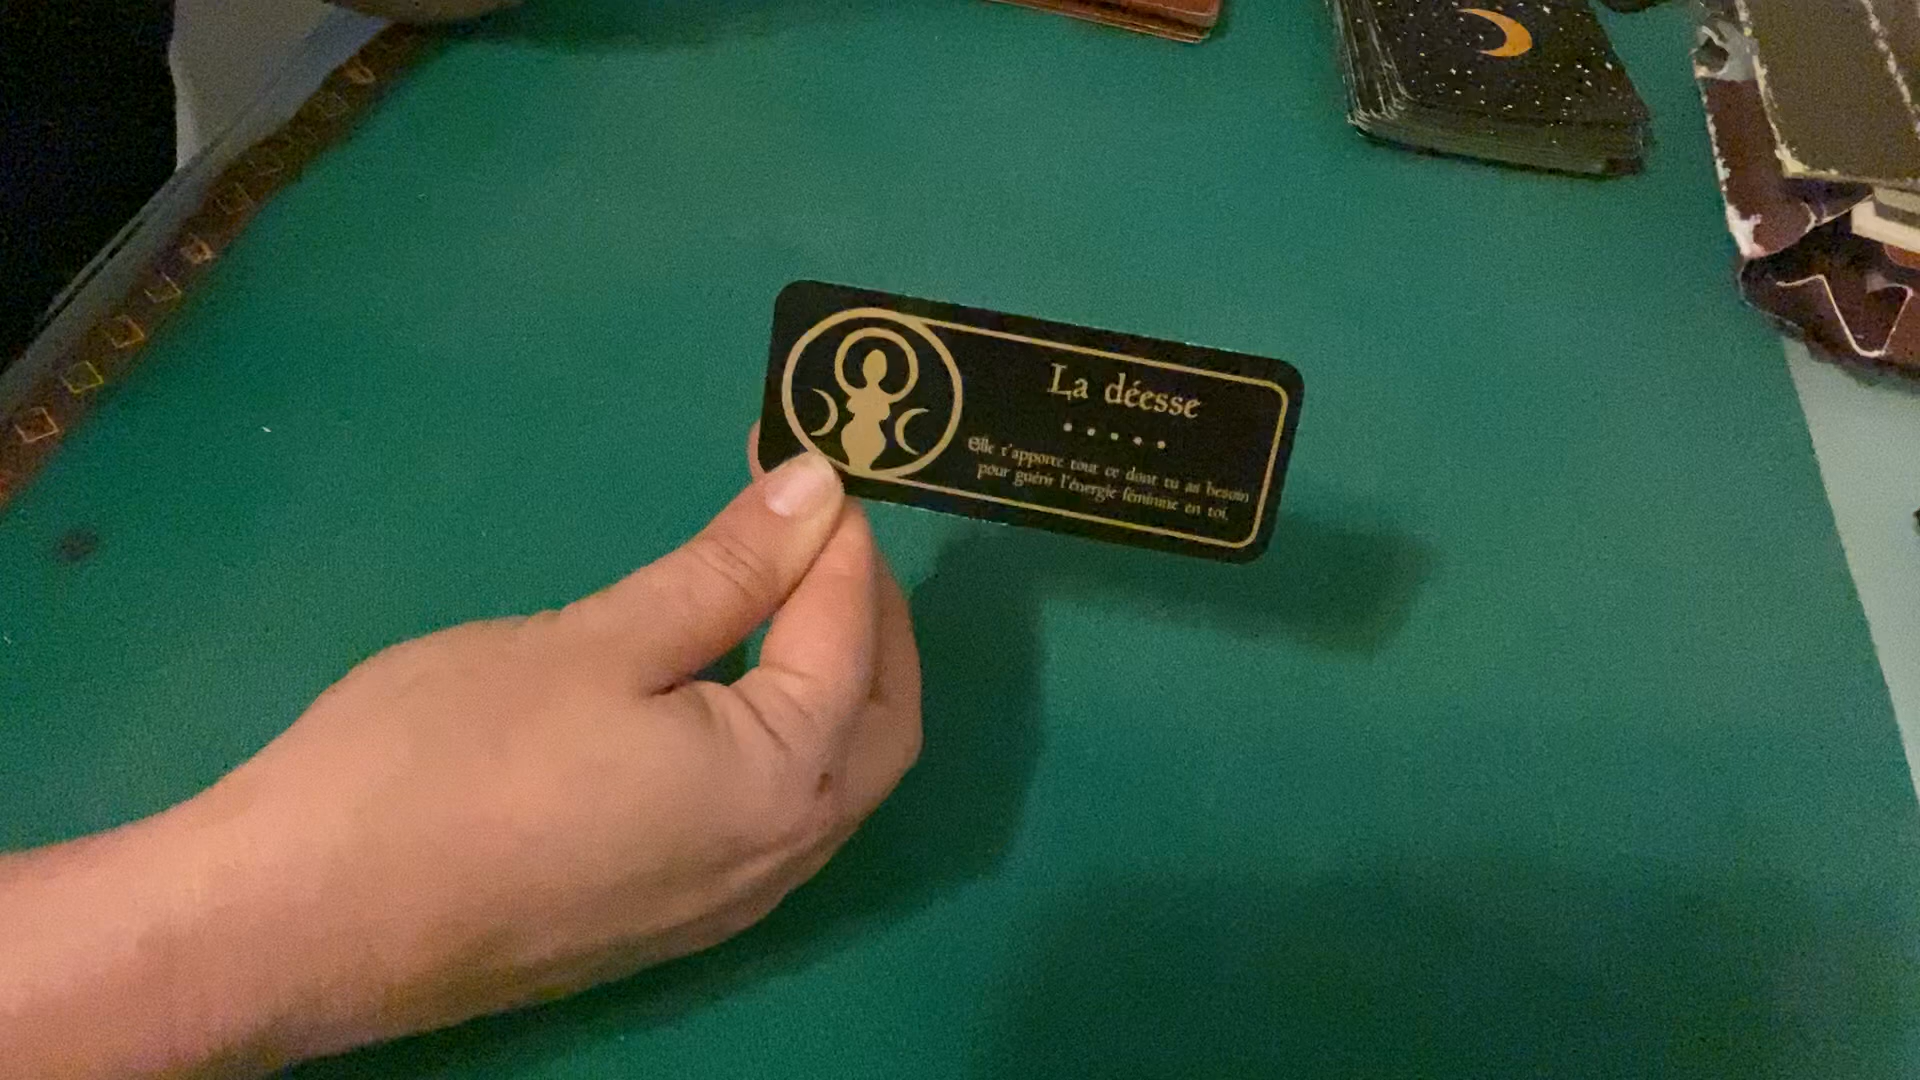 La déesse
Elle t'apporte tout ce dont tu as besoin
pour guérir l'énergie féminine en toi.